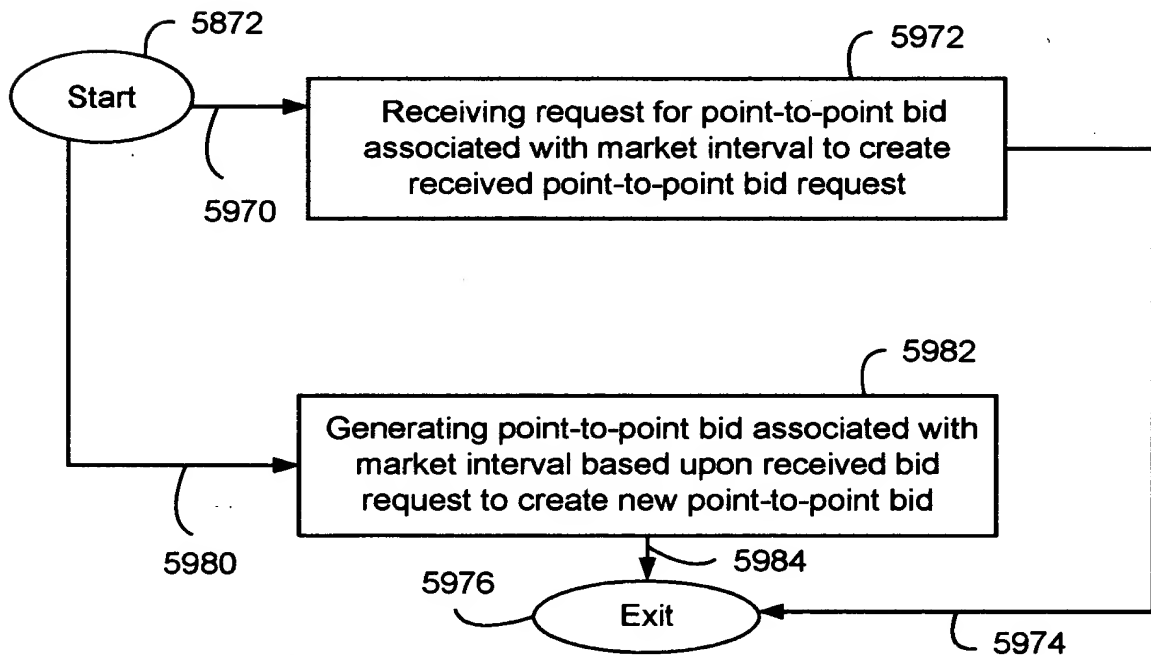 5872
Start
5970
5972
Receiving request for point-to-point bid
associated with market interval to create
received point-to-point bid request
5982
Generating point-to-point bid associated with
market interval based upon received bid
request to create new point-to-point bid
5980
5984
5976
Exit
5974